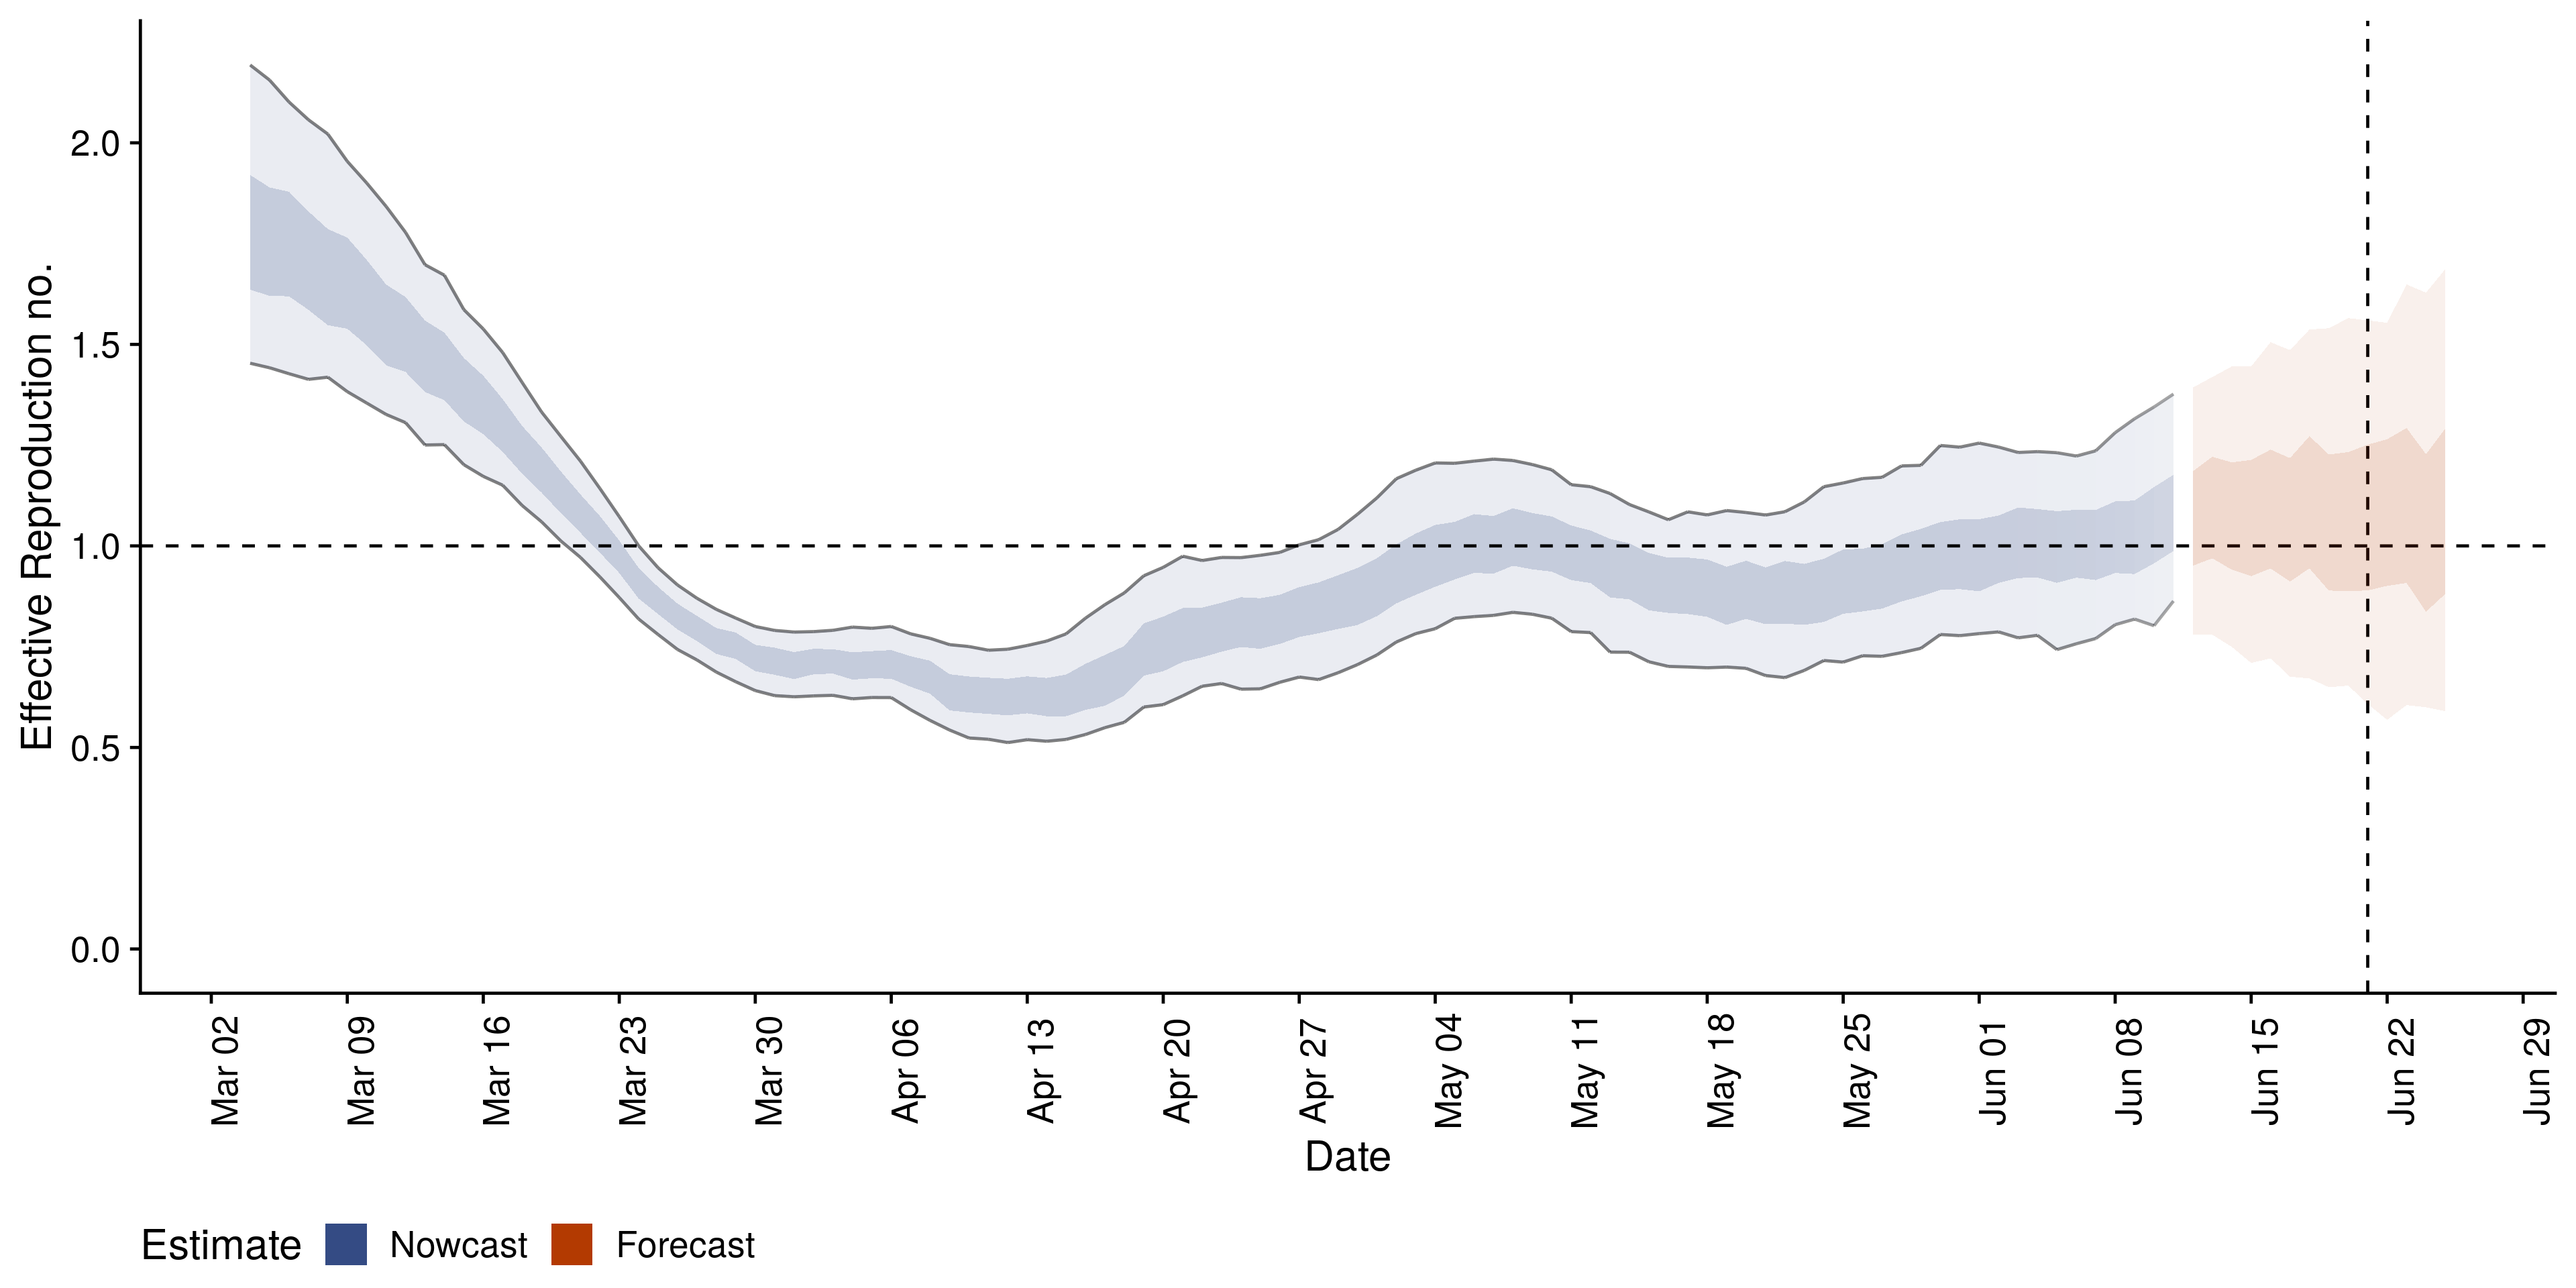 Effective Reproduction no.
2.0
1.5
1.0
0.5
0.0
Mar 02
Mar 09
Mar 16
Mar 23
Mar 30
Apr 06
Apr 13
Apr 20
Apr 27
May 04
May 11
May 18
May 25
Jun 01
Jun 08
Jun 15
Jun 22
Jun 29
Date
Estimate Nowcast Forecast